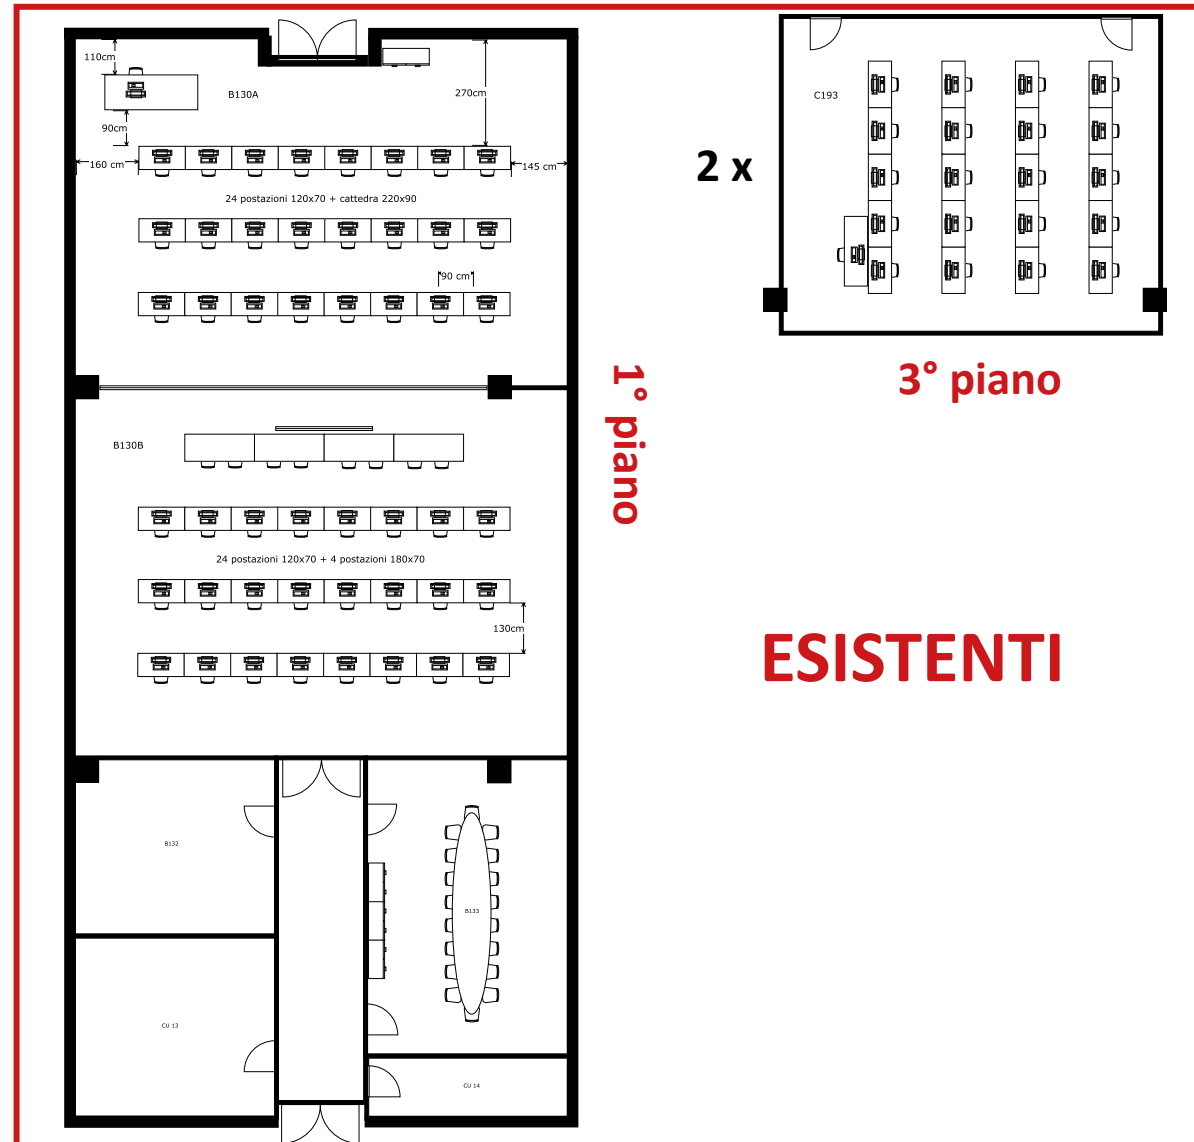 110cm
B130A
270cm
90cm
160 cm
145 cm
24 postazioni 120x70 + cattedra 220x90
90 cm
B130B
24 postazioni 120x70 + 4 postazioni 180x70
130cm
B132
B133
CU 13
CU 14
1° piano
2 x
C193
3° piano
ESISTENTI